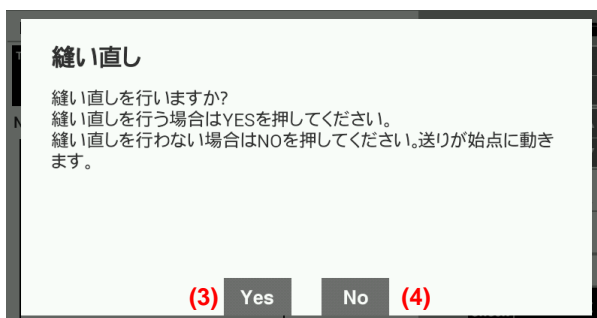 縫い直し
縫い直しを行いますか?
縫い直しを行う場合はYESを押してください。
縫い直しを行わない場合はNOを押してください。送りが始点に動き
ます。
(3) Yes No (4)